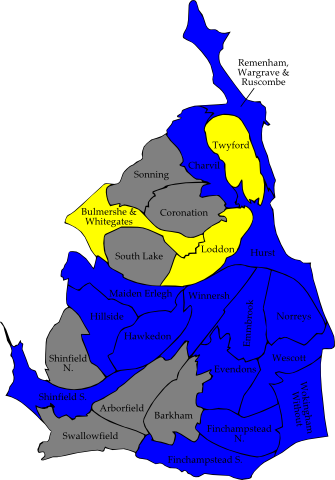 Remenham,
Wargrave &
Ruscombe
Twyford
Charvil
Sonning
Bulmershe &
Whitegates
Coronation
South Lake
Loddon
Hurst
Maiden Erlegh
Winnersh
Hillside
Hawkedon
Emmbrook
Norreys
Shinfield
N.
Evendons
Wescott
Wokingham
Without
Shinfield S.
Arborfield
Barkham
Swallowfield
Finchampstead
N.
Finchampstead S.